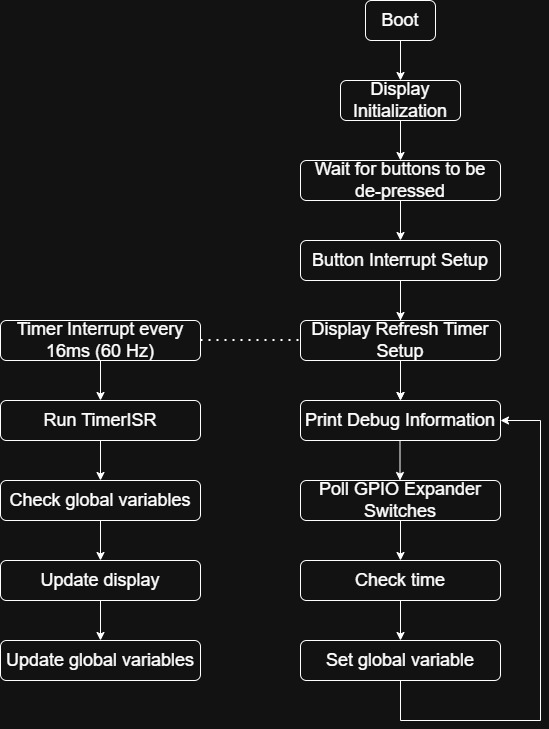 Boot
Display
Initialization
Wait for buttons to be
de-pressed
Button Interrupt Setup
Timer Interrupt every
16ms (60 Hz)
Display Refresh Timer
Setup
Run TimerISR
Print Debug Information
Check global variables
Poll GPIO Expander
Switches
Update display
Check time
Update global variables
Set global variable